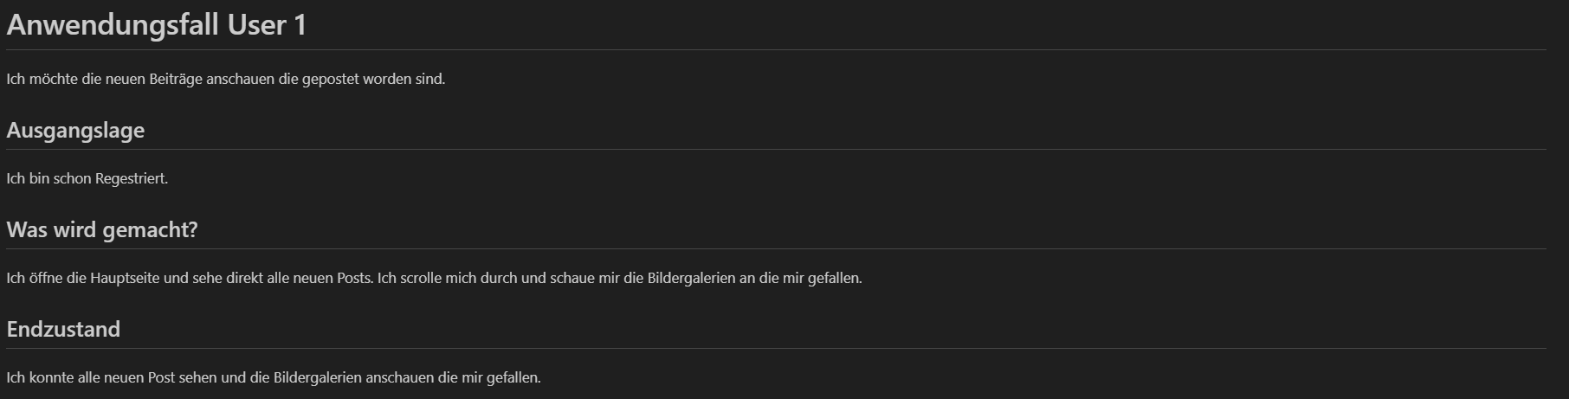 Anwendungsfall User 1
Ich möchte die neuen Beiträge anschauen die gepostet worden sind.
Ausgangslage
Ich bin schon Regestriert.
Was wird gemacht?
Ich öffne die Hauptseite und sehe direkt alle neuen Posts. Ich scrolle mich durch und schaue mir die Bildergalerien an die mir gefallen.
Endzustand
Ich konnte alle neuen Post sehen und die Bildergalerien anschauen die mir gefallen.